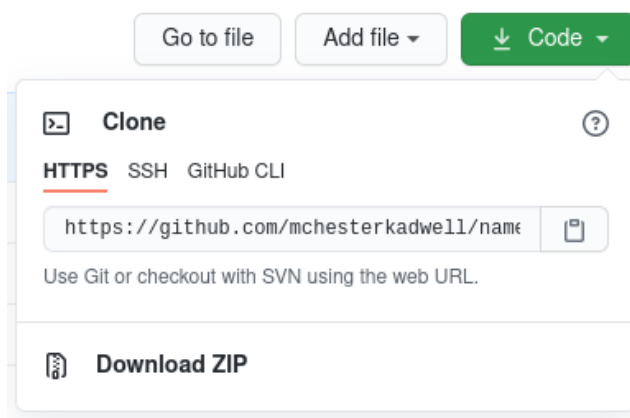 Go to file Add file Code
Clone
HTTPS SSH GitHub CLI
https://github.com/mchesterkadwell/name
Use Git or checkout with SVN using the web URL.
Download ZIP